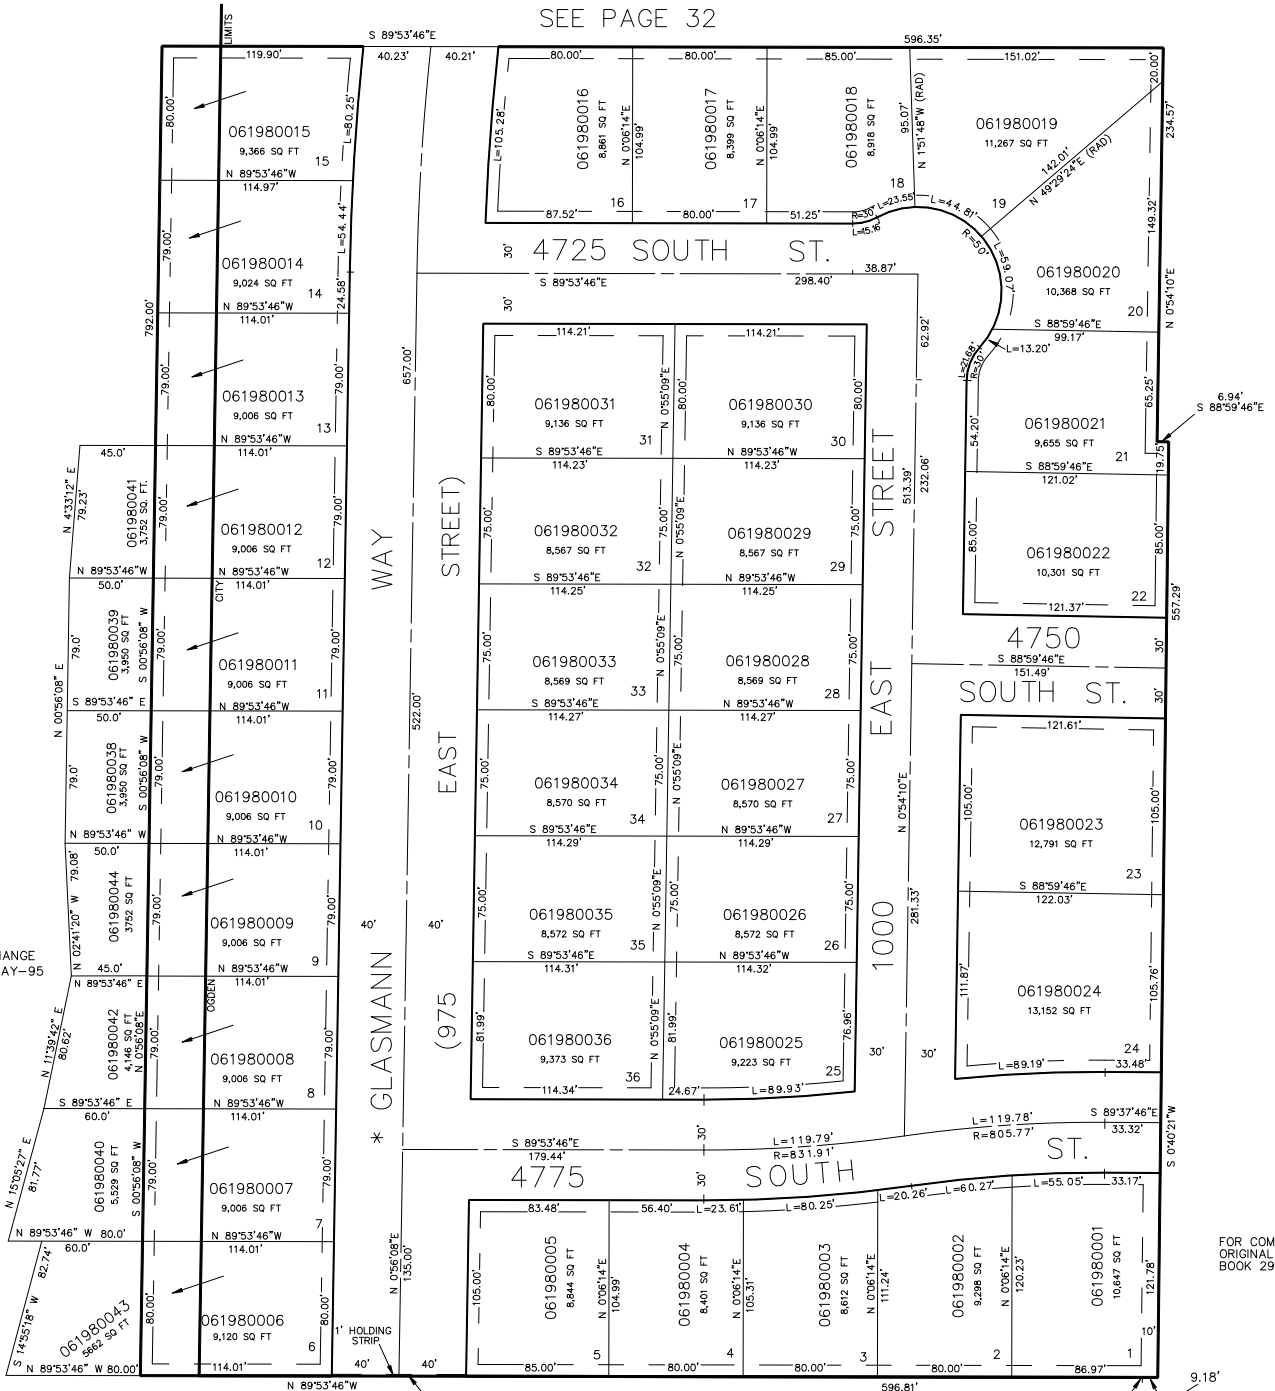 SEE PAGE 32
LIMITS
S 89°53'46"E
596.35'
119.90'
40.23'
40.21'
80.00'
80.00'
85.00'
151.02'
20.00'
80.00'
061980015
9,366 SQ FT
15
L=80.25'
N 89°53'46"W
114.97'
L=105.28'
061980016
8,861 SQ FT
N 0°06'14"E
104.99'
87.52'
16
061980017
8,399 SQ FT
N 0°06'14"E
104.99'
80.00'
17
061980018
8,918 SQ FT
51.25'
18
95.07'
N 1°51'48"W (RAD)
R=30'
L=15.16'
L=23.55'
L=44.81'
061980019
11,267 SQ FT
19
142.01'
N 49°29'24"E (RAD)
234.57'
149.32'
R=50'
L=59.07'
79.00'
061980014
9,024 SQ FT
14
L=54.44'
24.58'
N 89°53'46"W
114.01'
30'
4725 SOUTH ST.
S 89°53'46"E
298.40'
38.87'
30'
061980020
10,368 SQ FT
20
S 88°59'46"E
99.17'
N 0°54'10"E
L=13.20'
L=21.68'
R=30'
62.92'
792.00'
79.00'
061980013
9,006 SQ FT
13
79.00'
N 89°53'46"W
114.01'
657.00'
114.21'
80.00'
061980031
9,136 SQ FT
31
N 0°55'09"E
S 89°53'46"E
114.23'
114.21'
80.00'
061980030
9,136 SQ FT
30
80.00'
N 89°53'46"W
114.23'
54.20'
061980021
9,655 SQ FT
21
65.25'
6.94'
S 88°59'46"E
19.75'
S 88°59'46"E
121.02'
45.0'
N 4°33'12" E
79.23'
061980041
3,752 SQ. FT.
N 89°53'46" W
50.0'
79.00'
061980012
9,006 SQ FT
12
79.00'
N 89°53'46"W
114.01'
75.00'
061980032
8,567 SQ FT
32
75.00'
S 89°53'46"E
114.25'
N 0°55'09"E
061980029
8,567 SQ FT
29
75.00'
N 89°53'46"W
114.25'
513.39'
232.06'
85.00'
061980022
10,301 SQ FT
22
85.00'
121.37'
557.29'
CITY
N 00°56'08" E
79.0'
061980039
3,950 SQ FT
S 00°56'08" W
S 89°53'46" E
50.0'
79.00'
061980011
9,006 SQ FT
11
79.00'
N 89°53'46"W
114.01'
75.00'
061980033
8,569 SQ FT
33
N 0°55'09"E
S 89°53'46"E
114.27'
75.00'
061980028
8,569 SQ FT
28
75.00'
N 89°53'46"W
114.27'
4750
S 88°59'46"E
151.49'
SOUTH ST.
30'
30'
79.0'
061980038
3,950 SQ FT
S 00°56'08" W
N 89°53'46" W
50.0'
79.00'
061980010
9,006 SQ FT
10
79.00'
N 89°53'46"W
114.01'
522.00'
75.00'
061980034
8,570 SQ FT
34
75.00'
S 89°53'46"E
114.29'
N 0°55'09"E
061980027
8,570 SQ FT
27
75.00'
N 89°53'46"W
114.29'
N 0°54'10"E
121.61'
105.00'
061980023
12,791 SQ FT
23
105.00'
S 88°59'46"E
122.03'
N 02°41'20" W
79.08'
061980044
3752 SQ FT
45.0'
N 89°53'46" E
79.00'
061980009
9,006 SQ FT
9
79.00'
N 89°53'46"W
114.01'
40'
40'
75.00'
061980035
8,572 SQ FT
35
N 0°55'09"E
S 89°53'46"E
114.31'
75.00'
061980026
8,572 SQ FT
26
76.00'
N 89°53'46"W
114.32'
281.33'
ANGE
AY-95
OGDEN
N 11°39'42" E
80.62'
061980042
4,146 SQ FT
N 0°56'08"E
S 89°53'46" E
60.0'
79.00'
061980008
9,006 SQ FT
8
79.00'
N 89°53'46"W
114.01'
* GLASMANN WAY
(975 EAST STREET)
81.99'
061980036
9,373 SQ FT
36
N 0°55'09"E
114.34'
81.99'
061980025
9,223 SQ FT
25
76.96'
24.67'
L=89.93'
1000 EAST STREET
30'
30'
111.87'
061980024
13,152 SQ FT
24
105.76'
L=89.19'
33.48'
N 15°05'27" E
81.77'
061980040
5,529 SQ FT
S 00°56'08" W
N 89°53'46" W 80.0'
60.0'
79.00'
061980007
9,006 SQ FT
7
79.00'
N 89°53'46"W
114.01'
S 89°53'46"E
179.44'
30'
30'
L=119.79'
R=831.91'
L=119.78'
R=805.77'
S 89°37'46"E
33.32'
S 0°40'21"W
4775 SOUTH ST.
S 14°55'18" W
82.74'
061980043
5662 SQ FT
N 89°53'46" W 80.00'
80.00'
061980006
9,120 SQ FT
6
80.00'
114.01'
N 89°53'46"W
1' HOLDING
STRIP
N 0°56'08"E
135.00'
40'
40'
83.48'
105.00'
061980005
8,844 SQ FT
5
85.00'
N 0°06'14"E
104.99'
56.40'
L=23.61'
061980004
8,401 SQ FT
4
80.00'
N 0°06'14"E
105.31'
L=80.25'
061980003
8,612 SQ FT
3
80.00'
N 0°06'14"E
111.24'
L=20.26'
L=60.27'
061980002
9,298 SQ FT
2
80.00'
N 0°06'14"E
120.23'
L=55.05'
33.17'
061980001
10,647 SQ FT
1
86.97'
121.78'
10'
596.81'
9.18'
FOR COM
ORIGINAL
BOOK 29